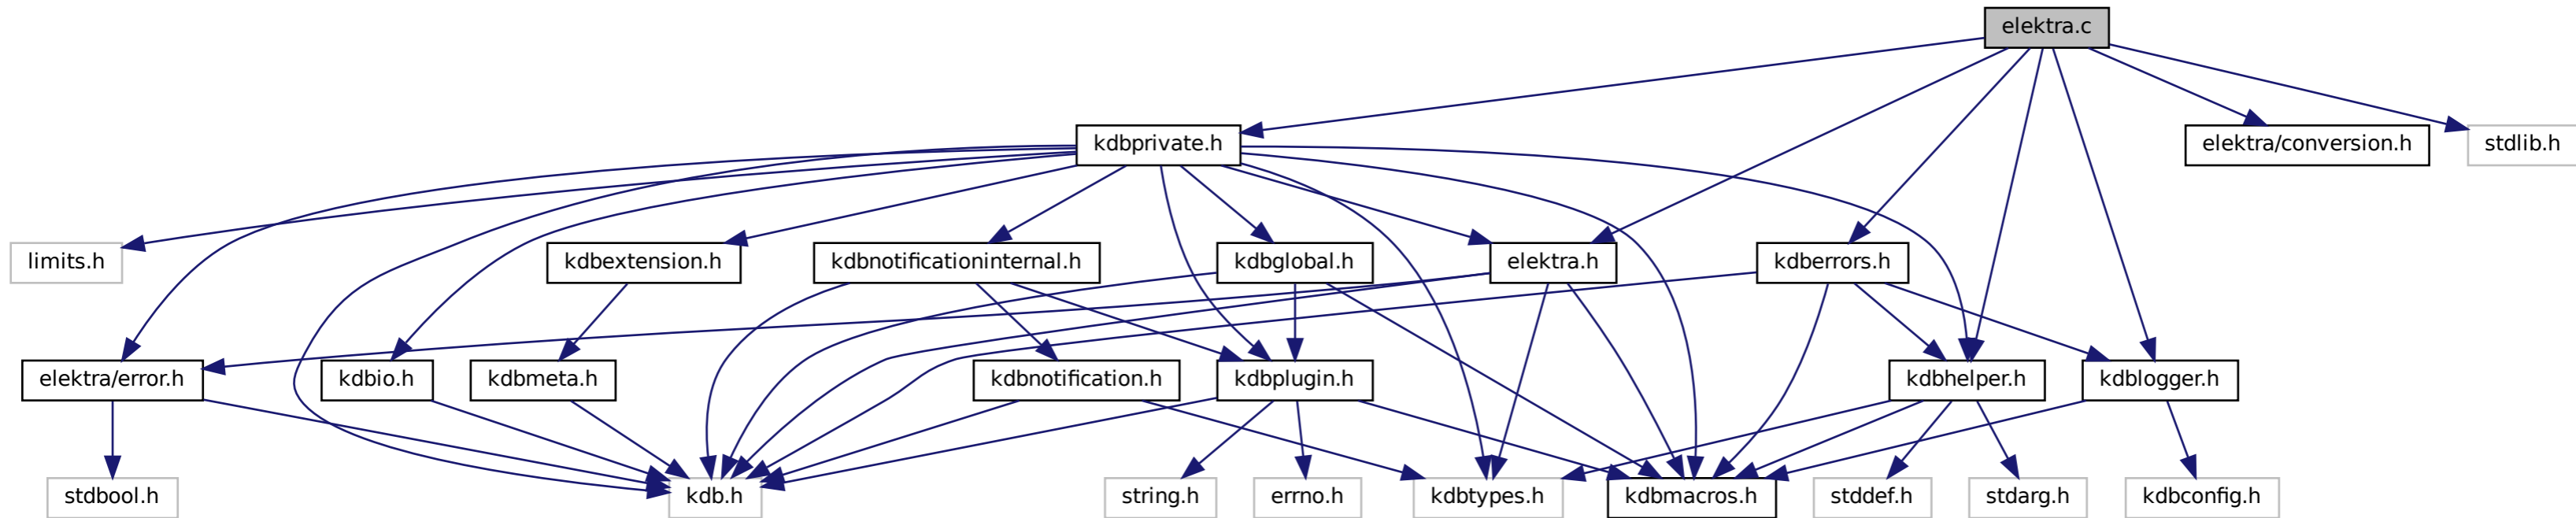 elektra.c
kdbprivate.h
elektra/conversion.h
stdlib.h
limits.h
kdbextension.h
kdbnotificationinternal.h
kdbglobal.h
elektra.h
kdberrors.h
elektra/error.h
kdbio.h
kdbmeta.h
kdbnotification.h
kdbplugin.h
kdbhelper.h
kdblogger.h
stdbool.h
kdb.h
string.h
errno.h
kdbtypes.h
kdbmacros.h
stddef.h
stdarg.h
kdbconfig.h